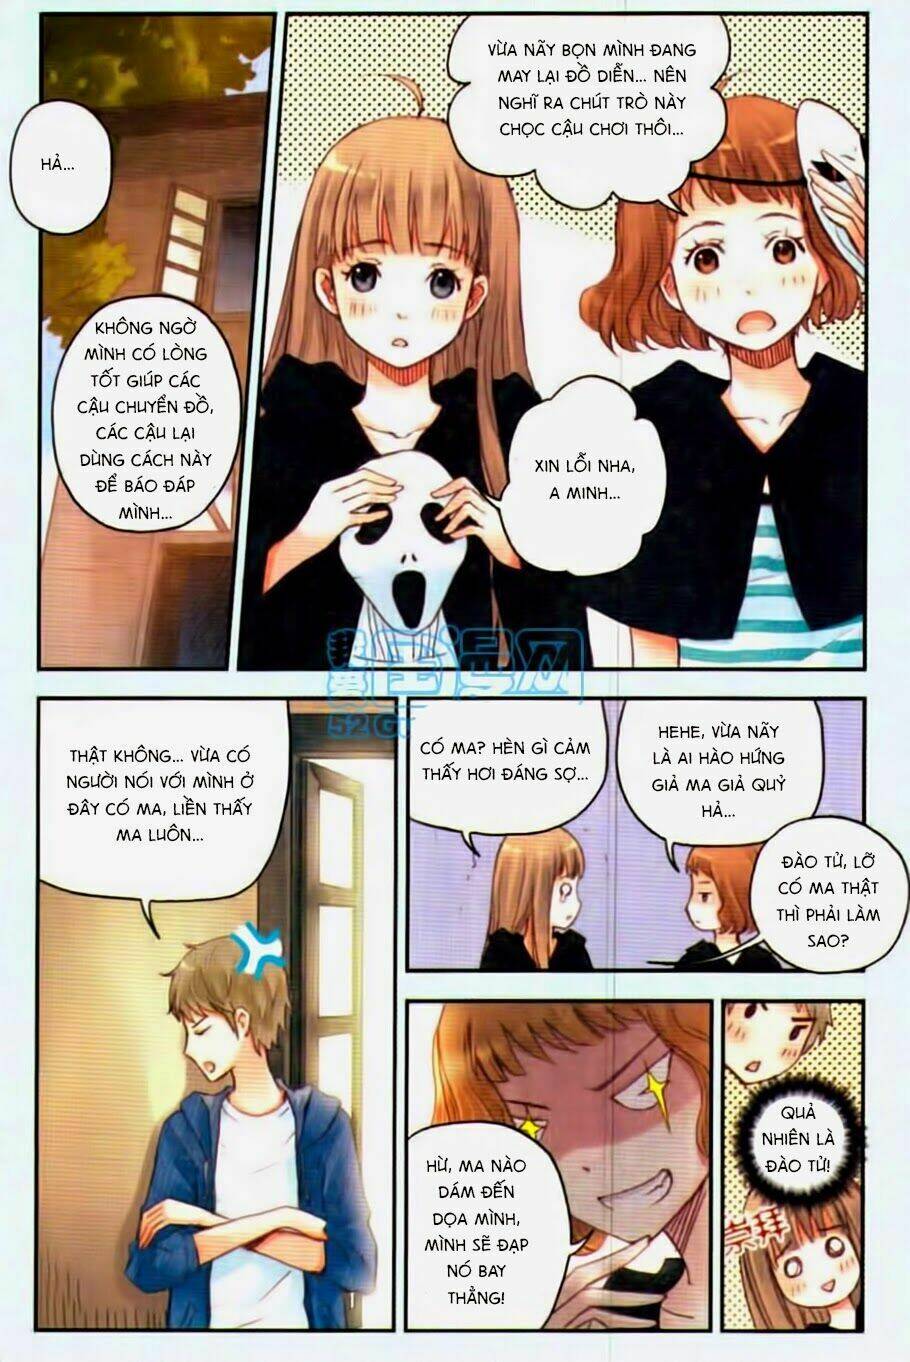 VỪA NÃY BỌN MÌNH ĐANG
MAY LẠI ĐỒ DIỄN... NÊN
NGHĨ RA CHÚT TRÒ NÀY
CHỌC CẬU CHƠI THÔI...
HẢ...
KHÔNG NGỜ
MÌNH CÓ LÒNG
TỐT GIÚP CÁC
CẬU CHUYỂN ĐỒ,
CÁC CẬU LẠI
DÙNG CÁCH NÀY
ĐỂ BÁO ĐÁP
MÌNH...
XIN LỖI NHA,
A MINH...
THẬT KHÔNG... VỪA CÓ
NGƯỜI NÓI VỚI MÌNH Ở
ĐÂY CÓ MA, LIỀN THẤY
MA LUÔN...
CÓ MA? HÈN GÌ CẢM
THẤY HƠI ĐÁNG SỢ...
HEHE, VỪA NÃY
LÀ AI HÀO HỨNG
GIẢ MA GIẢ QUỶ
HẢ...
ĐÀO TỬ, LỠ
CÓ MA THẬT
THÌ PHẢI LÀM
SAO?
HỪ, MA NÀO
DÁM ĐẾN
DỌA MÌNH,
MÌNH SẼ ĐẠP
NÓ BAY
THẲNG!
QUẢ
NHIÊN LÀ
ĐÀO TỬ!
崇拜
漫网
52G